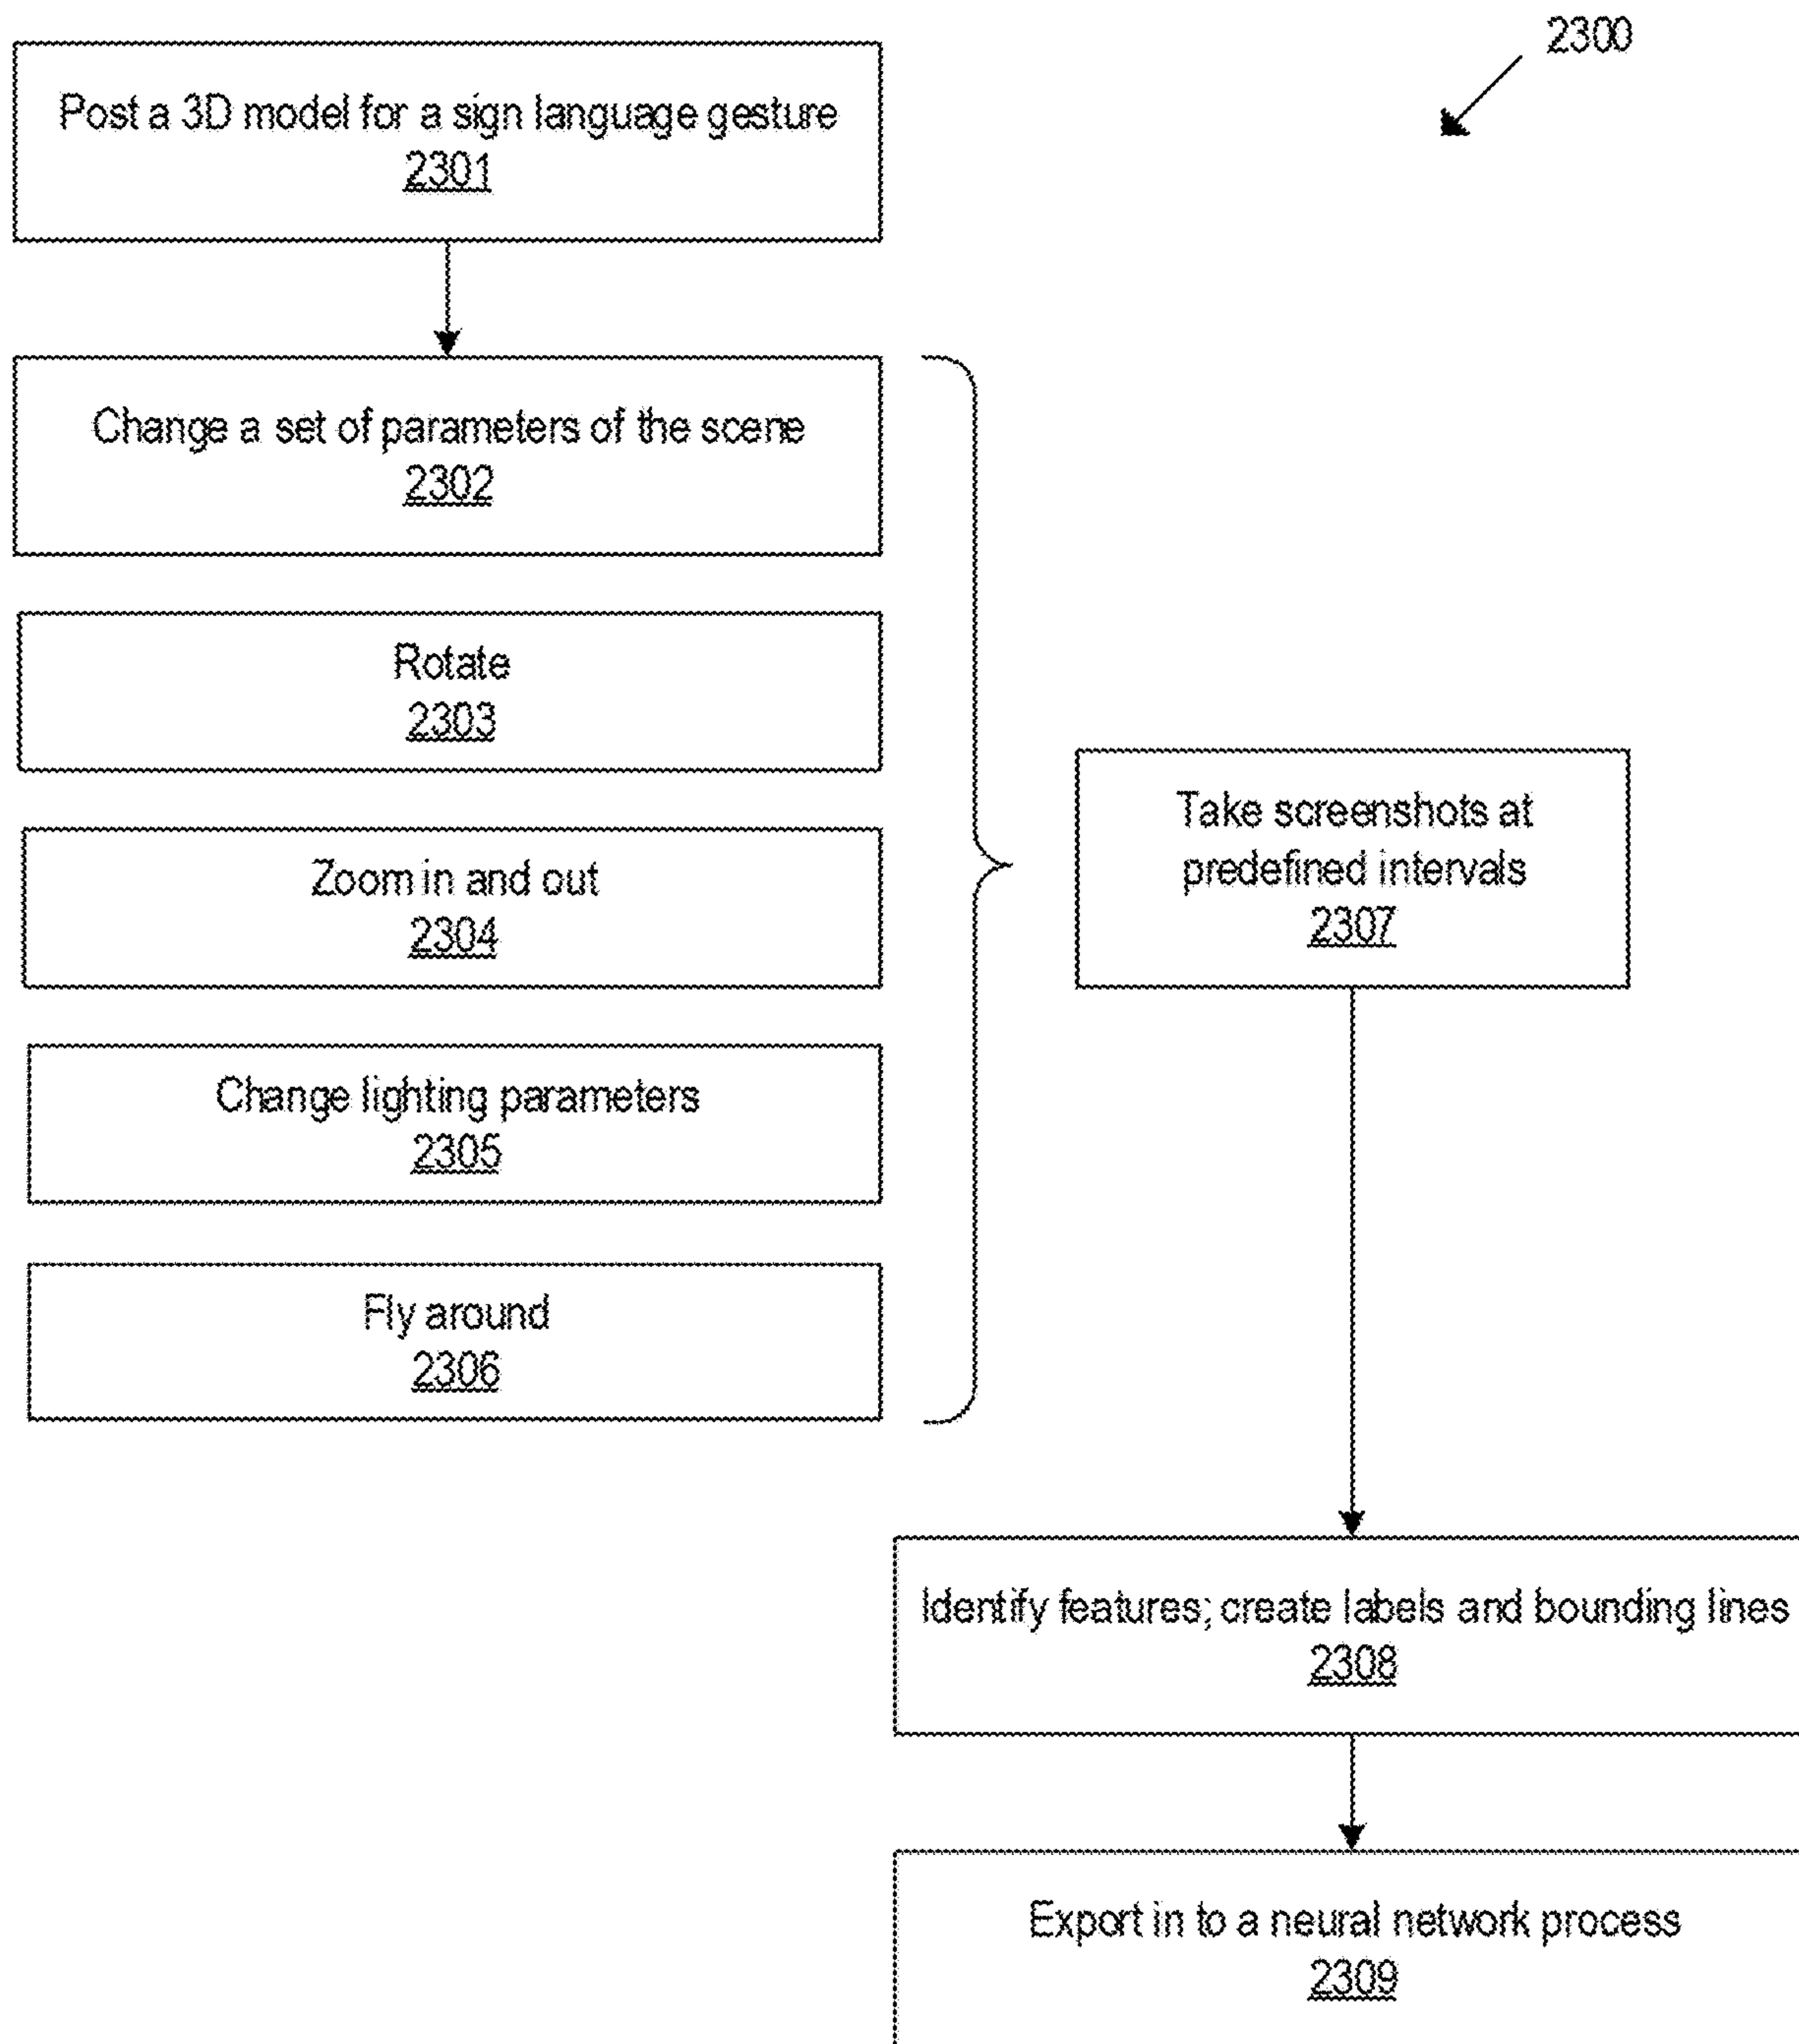 2300
Post a 3D model for a sign language gesture
2301
Change a set of parameters of the scene
2302
Rotate
2303
Zoom in and out
2304
Change lighting parameters
2305
Fly around
2306
Take screenshots at
predefined intervals
2307
Identify features; create labels and bounding lines
2308
Export in to a neural network process
2309